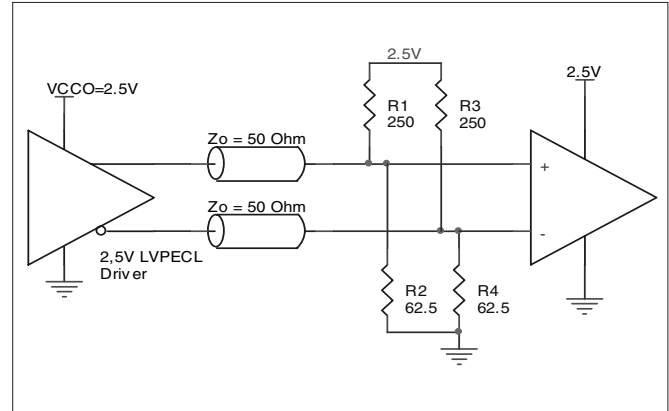 2.5V
2.5V
VCCO=2.5V
R1
250
R3
250
Zo = 50 Ohm
+
Zo = 50 Ohm
-
2,5V LVPECL
Driver
R2
62.5
R4
62.5